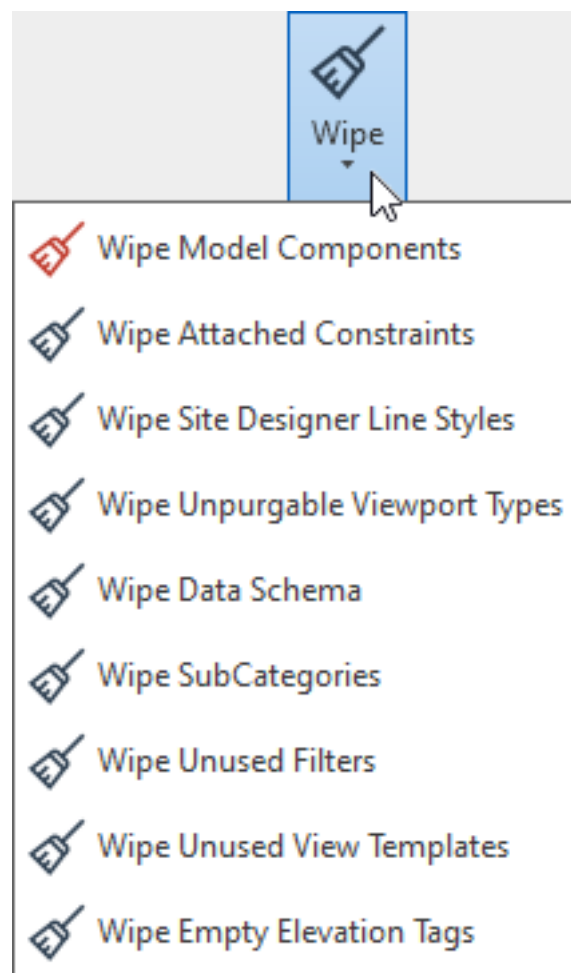 Wipe
Wipe Model Components
Wipe Attached Constraints
Wipe Site Designer Line Styles
Wipe Unpurgable Viewport Types
Wipe Data Schema
Wipe SubCategories
Wipe Unused Filters
Wipe Unused View Templates
Wipe Empty Elevation Tags